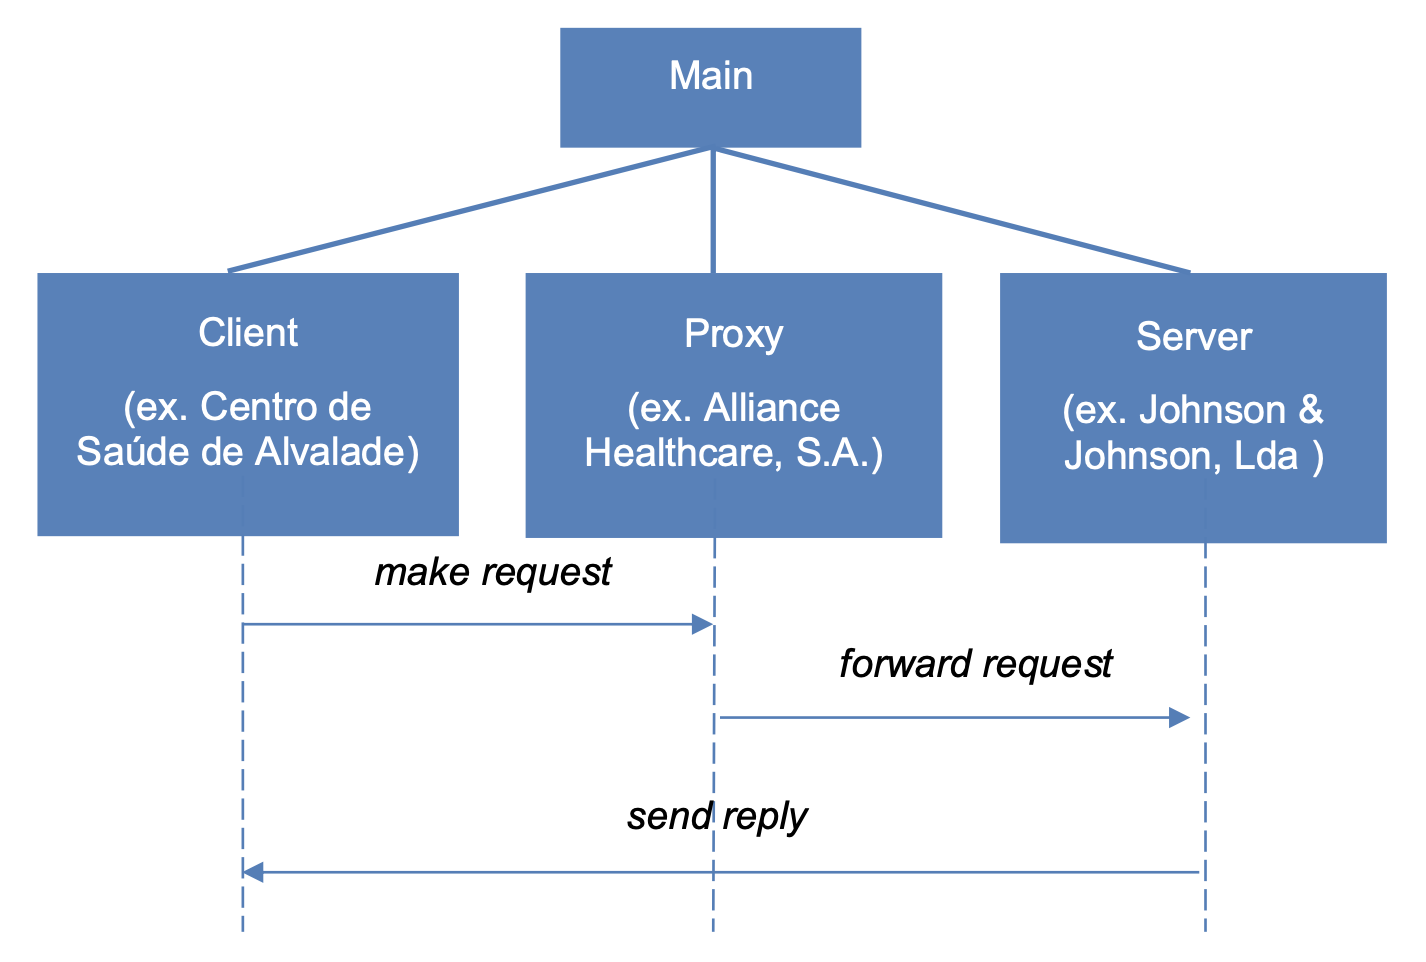 Main
Client
(ex. Centro de
Saúde de Alvalade)
Proxy
(ex. Alliance
Healthcare, S.A.)
Server
(ex. Johnson &
Johnson, Lda )
make request
forward request
send reply